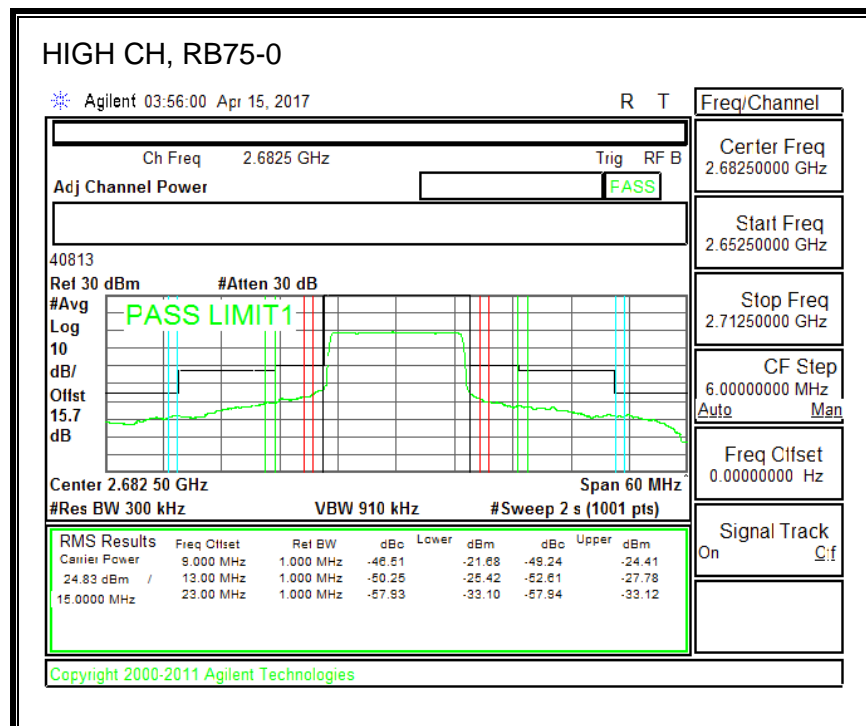 HIGH CH, RB75-0
Agilent 03:56:00 Apr 15, 2017 R T
Ch Freq 2.6825 GHz Trig RF B
Adj Channel Power PASS
40813
Ref 30 dBm #Atten 30 dB
#Avg
Log
10
dB/
Offst
15.7
dB
PASS LIMIT1
Center 2.682 50 GHz Span 60 MHz
#Res BW 300 kHz VBW 910 kHz #Sweep 2 s (1001 pts)
RMS Results Freq Offset Ref BW dBc Lower dBm dBc Upper dBm
Carrier Power 9.000 MHz 1.000 MHz -46.51 -21.68 -49.24 -24.41
24.83 dBm / 13.00 MHz 1.000 MHz -50.25 -25.42 -52.61 -27.78
15.0000 MHz 23.00 MHz 1.000 MHz -57.93 -33.10 -57.94 -33.12
Copyright 2000-2011 Agilent Technologies
Freq/Channel
Center Freq
2.68250000 GHz
Start Freq
2.65250000 GHz
Stop Freq
2.71250000 GHz
CF Step
6.00000000 MHz
Auto Man
Freq Offset
0.00000000 Hz
Signal Track
On Off